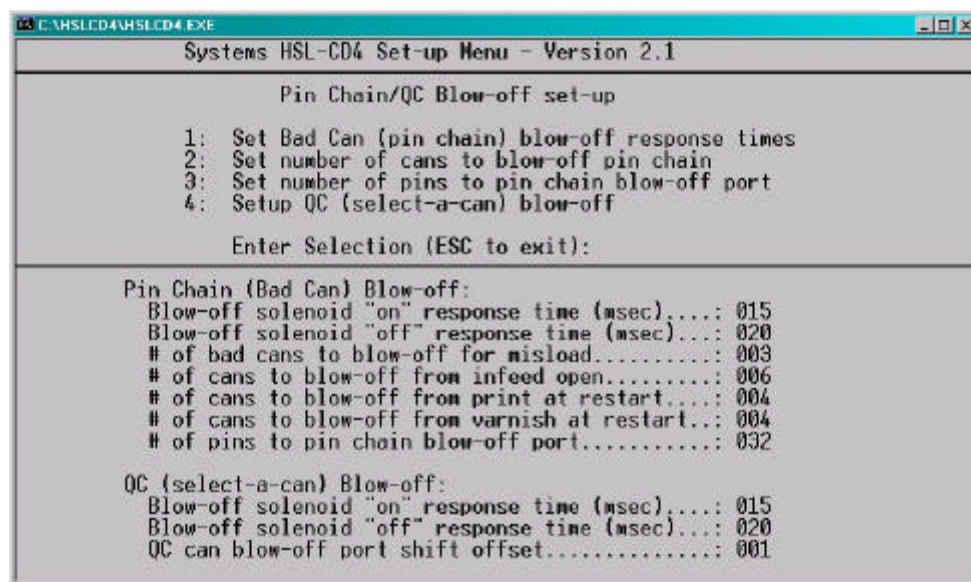 C:\HSLCD4\HSLCD4.EXE
Systems HSL-CD4 Set-up Menu - Version 2.1
Pin Chain/QC Blow-off set-up
1: Set Bad Can (pin chain) blow-off response times
2: Set number of cans to blow-off pin chain
3: Set number of pins to pin chain blow-off port
4: Setup QC (select-a-can) blow-off
Enter Selection (ESC to exit):
Pin Chain (Bad Can) Blow-off:
Blow-off solenoid "on" response time (msec)....: 015
Blow-off solenoid "off" response time (msec)...: 020
# of bad cans to blow-off for misload..........: 003
# of cans to blow-off from infeed open.........: 006
# of cans to blow-off from print at restart....: 004
# of cans to blow-off from varnish at restart..: 004
# of pins to pin chain blow-off port...........: 032
QC (select-a-can) Blow-off:
Blow-off solenoid "on" response time (msec)....: 015
Blow-off solenoid "off" response time (msec)...: 020
QC can blow-off port shift offset..............: 001